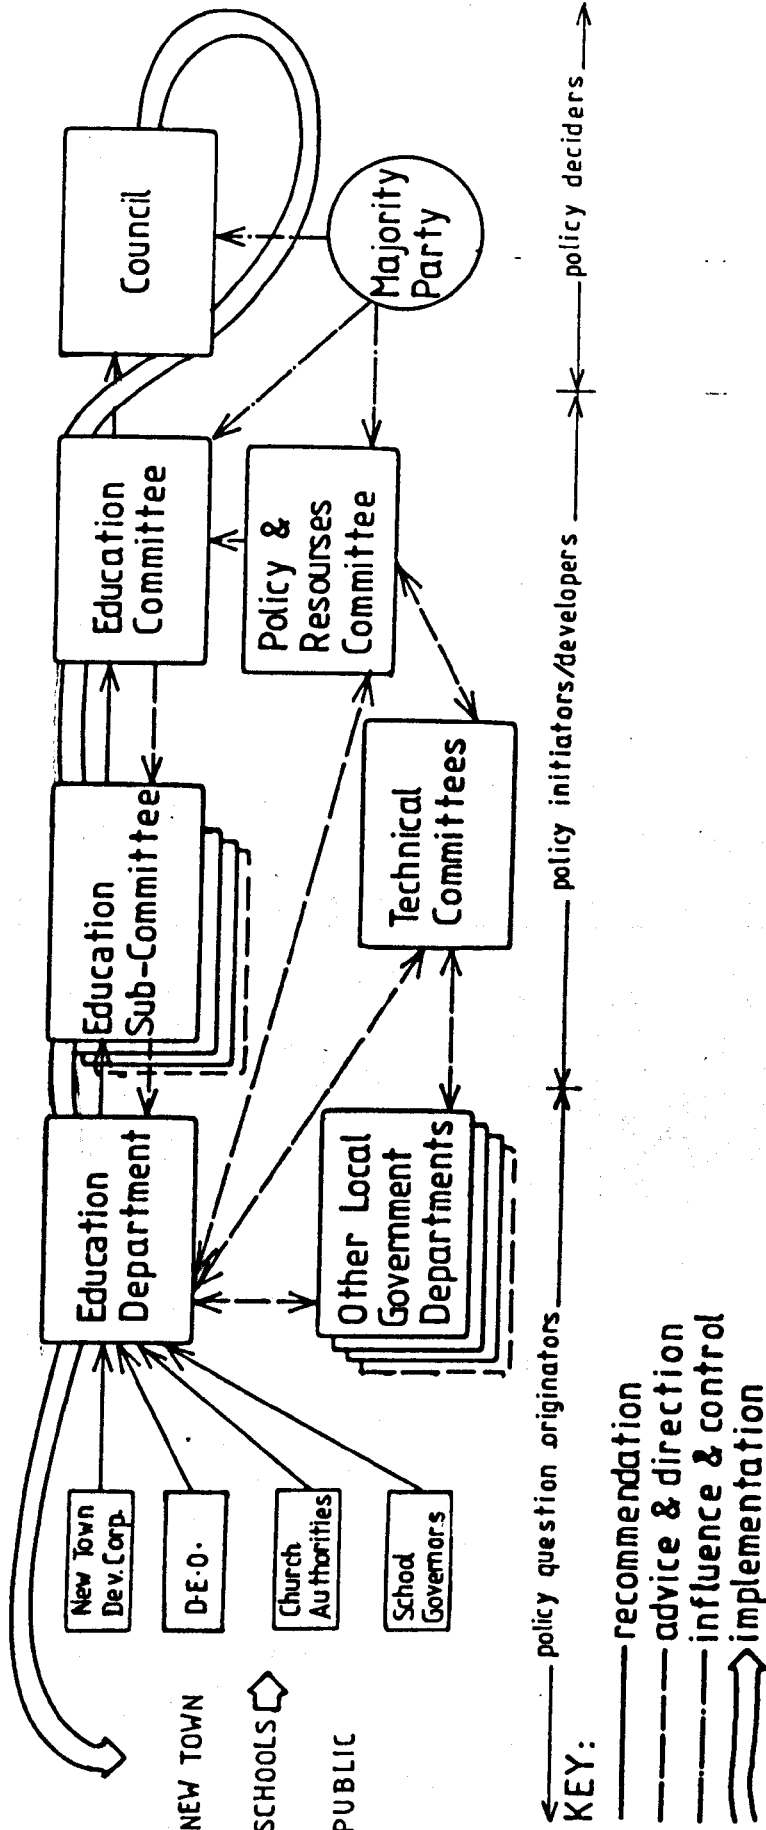 NEW TOWN
SCHOOLS
PUBLIC
New Town
Dev. Corp.
D·E·O·
Church
Authorities
School
Governors
Education
Department
Other Local
Government
Departments
Education
Sub-Committee
Technical
Committees
Education
Committee
Policy &
Resourses
Committee
Council
Majority
Party
policy question originators
policy initiators/developers
policy deciders
KEY:
recommendation
advice & direction
influence & control
implementation